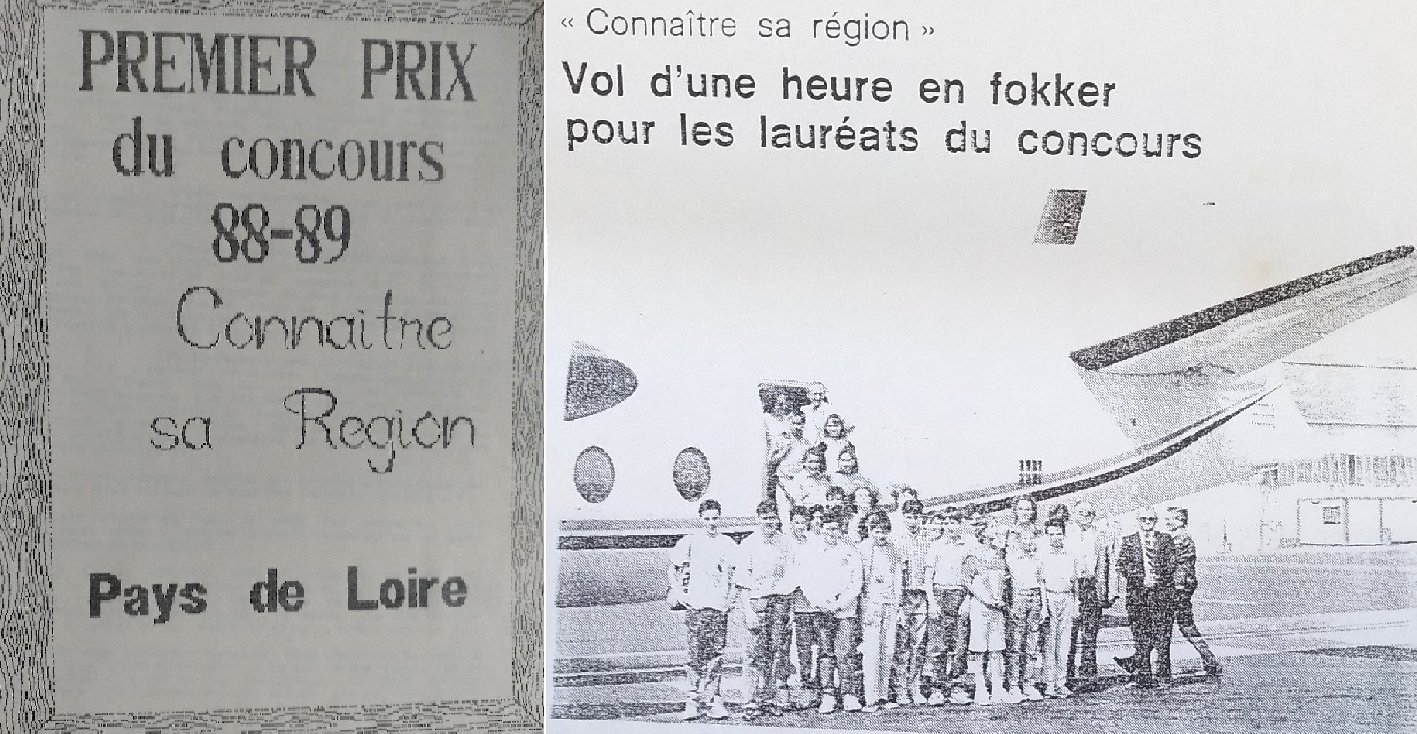 PREMIER PRIX
du concours
88-89
Connaitre
sa Région
Pays de Loire
« Connaître sa région »
Vol d'une heure en fokker
pour les lauréats du concours